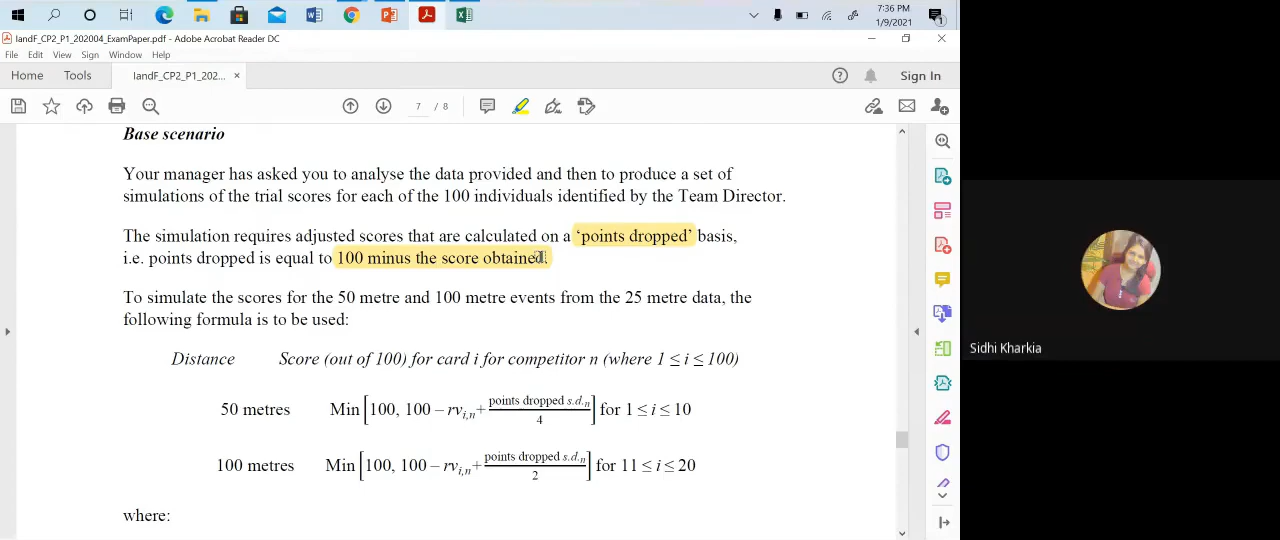 7:36 PM
1/9/2021
IandF_CP2_P1_202004_ExamPaper.pdf - Adobe Acrobat Reader DC
File Edit View Sign Window Help
Home Tools IandF_CP2_P1_202... × Sign In
7 / 8
Base scenario
Your manager has asked you to analyse the data provided and then to produce a set of
simulations of the trial scores for each of the 100 individuals identified by the Team Director.
The simulation requires adjusted scores that are calculated on a ‘points dropped’ basis,
i.e. points dropped is equal to 100 minus the score obtained.
To simulate the scores for the 50 metre and 100 metre events from the 25 metre data, the
following formula is to be used:
Distance Score (out of 100) for card i for competitor n (where 1 ≤ i ≤ 100)
50 metres Min [100, 100 – rv_{i,n} + points dropped s.d._n / 4] for 1 ≤ i ≤ 10
100 metres Min [100, 100 – rv_{i,n} + points dropped s.d._n / 2] for 11 ≤ i ≤ 20
where:
Sidhi Kharkia